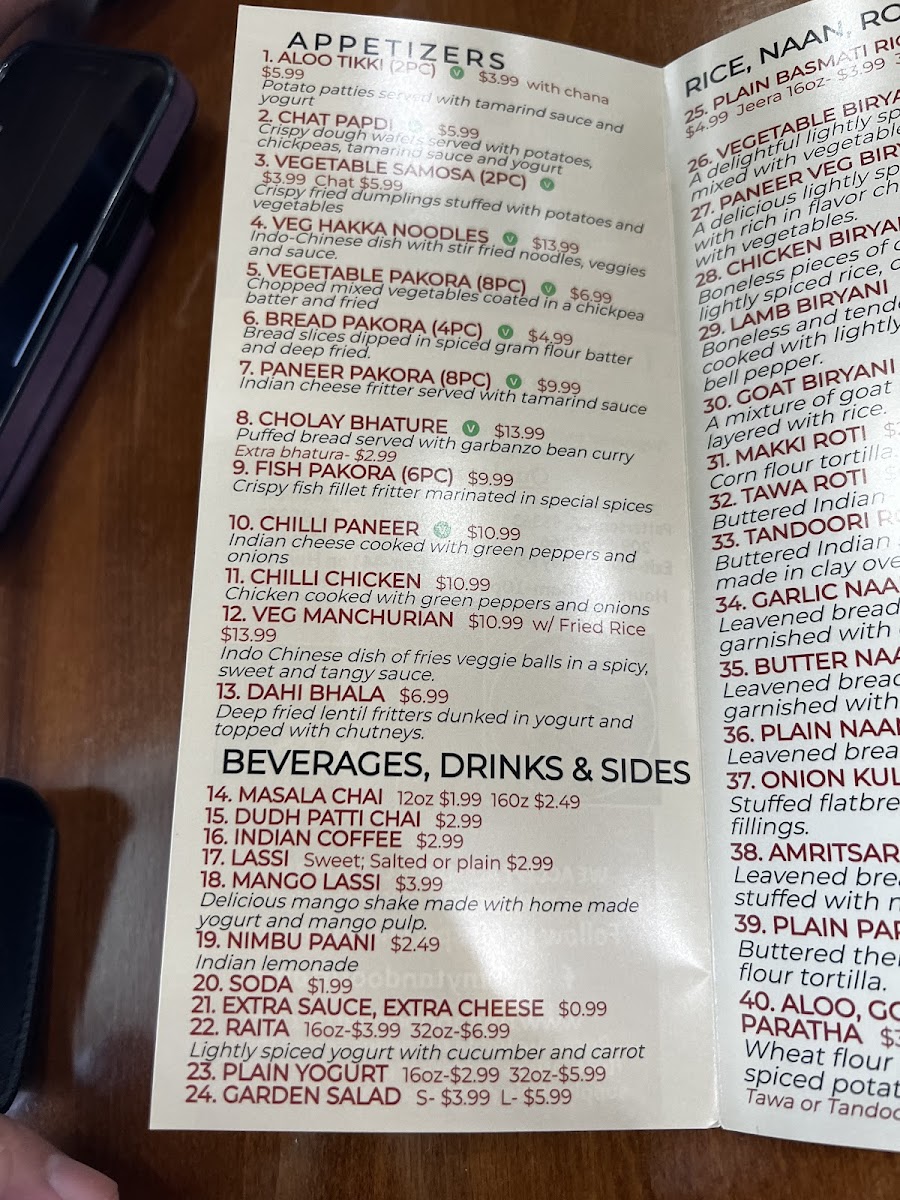 APPETIZERS
1. ALOO TIKKI (2PC) V $3.99 with chana
$5.99
Potato patties served with tamarind sauce and
yogurt
2. CHAT PAPDI $5.99
Crispy dough wafels served with potatoes,
chickpeas, tamarind sauce and yogurt
3. VEGETABLE SAMOSA (2PC) V
$3.99 Chat $5.99
Crispy fried dumplings stuffed with potatoes and
vegetables
4. VEG HAKKA NOODLES V $13.99
Indo-Chinese dish with stir fried noodles, veggies
and sauce.
5. VEGETABLE PAKORA (8PC) V $6.99
Chopped mixed vegetables coated in a chickpea
batter and fried
6. BREAD PAKORA (4PC) V $4.99
Bread slices dipped in spiced gram flour batter
and deep fried.
7. PANEER PAKORA (8PC) V $9.99
Indian cheese fritter served with tamarind sauce
8. CHOLAY BHATURE V $13.99
Puffed bread served with garbanzo bean curry
Extra bhatura- $2.99
9. FISH PAKORA (6PC) $9.99
Crispy fish fillet fritter marinated in special spices
10. CHILLI PANEER $10.99
Indian cheese cooked with green peppers and
onions
11. CHILLI CHICKEN $10.99
Chicken cooked with green peppers and onions
12. VEG MANCHURIAN $10.99 w/ Fried Rice
$13.99
Indo Chinese dish of fries veggie balls in a spicy,
sweet and tangy sauce.
13. DAHI BHALA $6.99
Deep fried lentil fritters dunked in yogurt and
topped with chutneys.
BEVERAGES, DRINKS & SIDES
14. MASALA CHAI 12oz $1.99 16oz $2.49
15. DUDH PATTI CHAI $2.99
16. INDIAN COFFEE $2.99
17. LASSI Sweet; Salted or plain $2.99
18. MANGO LASSI $3.99
Delicious mango shake made with home made
yogurt and mango pulp.
19. NIMBU PAANI $2.49
Indian lemonade
20. SODA $1.99
21. EXTRA SAUCE, EXTRA CHEESE $0.99
22. RAITA 16oz-$3.99 32oz-$6.99
Lightly spiced yogurt with cucumber and carrot
23. PLAIN YOGURT 16oz-$2.99 32oz-$5.99
24. GARDEN SALAD S- $3.99 L- $5.99
RICE, NAAN, RO
25. PLAIN BASMATI RIC
$4.99 Jeera 16oz- $3.99 3
26. VEGETABLE BIRYA
A delightful lightly sp
mixed with vegetable
27. PANEER VEG BIRY
A delicious lightly sp
with rich in flavor ch
with vegetables.
28. CHICKEN BIRYA
Boneless pieces of c
lightly spiced rice, c
29. LAMB BIRYANI
Boneless and tende
cooked with lightly
bell pepper.
30. GOAT BIRYANI
A mixture of goat
layered with rice.
31. MAKKI ROTI
Corn flour tortilla.
32. TAWA ROTI
Buttered Indian
33. TANDOORI RO
Buttered Indian
made in clay ove
34. GARLIC NAA
Leavened bread
garnished with
35. BUTTER NAA
Leavened bread
garnished with
36. PLAIN NAAN
Leavened brea
37. ONION KUL
Stuffed flatbre
fillings.
38. AMRITSAR
Leavened brea
stuffed with
39. PLAIN PAR
Buttered the
flour tortilla.
40. ALOO, GO
PARATHA $3
Wheat flour
spiced potat
Tawa or Tandoo